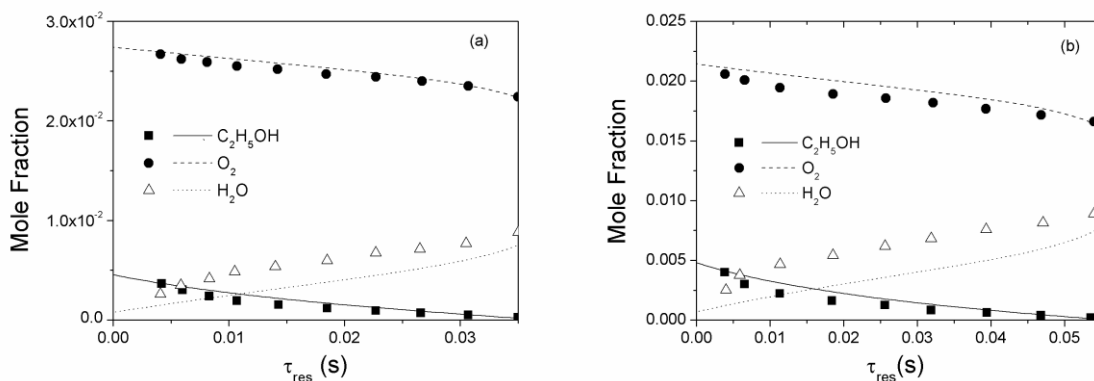 3.0x10⁻²
2.0x10⁻²
1.0x10⁻²
0.0
Mole Fraction
(a)
C₂H₅OH
O₂
H₂O
0.00
0.01
0.02
0.03
τres (s)
0.025
0.020
0.015
0.010
0.005
0.000
Mole Fraction
(b)
C₂H₅OH
O₂
H₂O
0.00
0.01
0.02
0.03
0.04
0.05
τres (s)